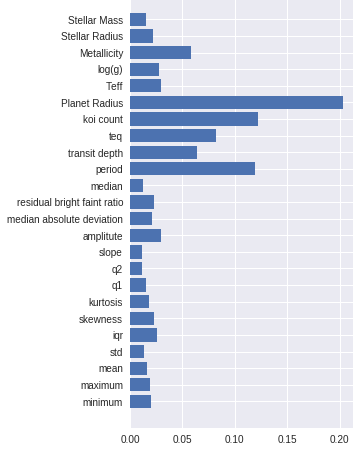 Stellar Mass
Stellar Radius
Metallicity
log(g)
Teff
Planet Radius
koi count
teq
transit depth
period
median
residual bright faint ratio
median absolute deviation
amplitute
slope
q2
q1
kurtosis
skewness
iqr
std
mean
maximum
minimum
0.00 0.05 0.10 0.15 0.20